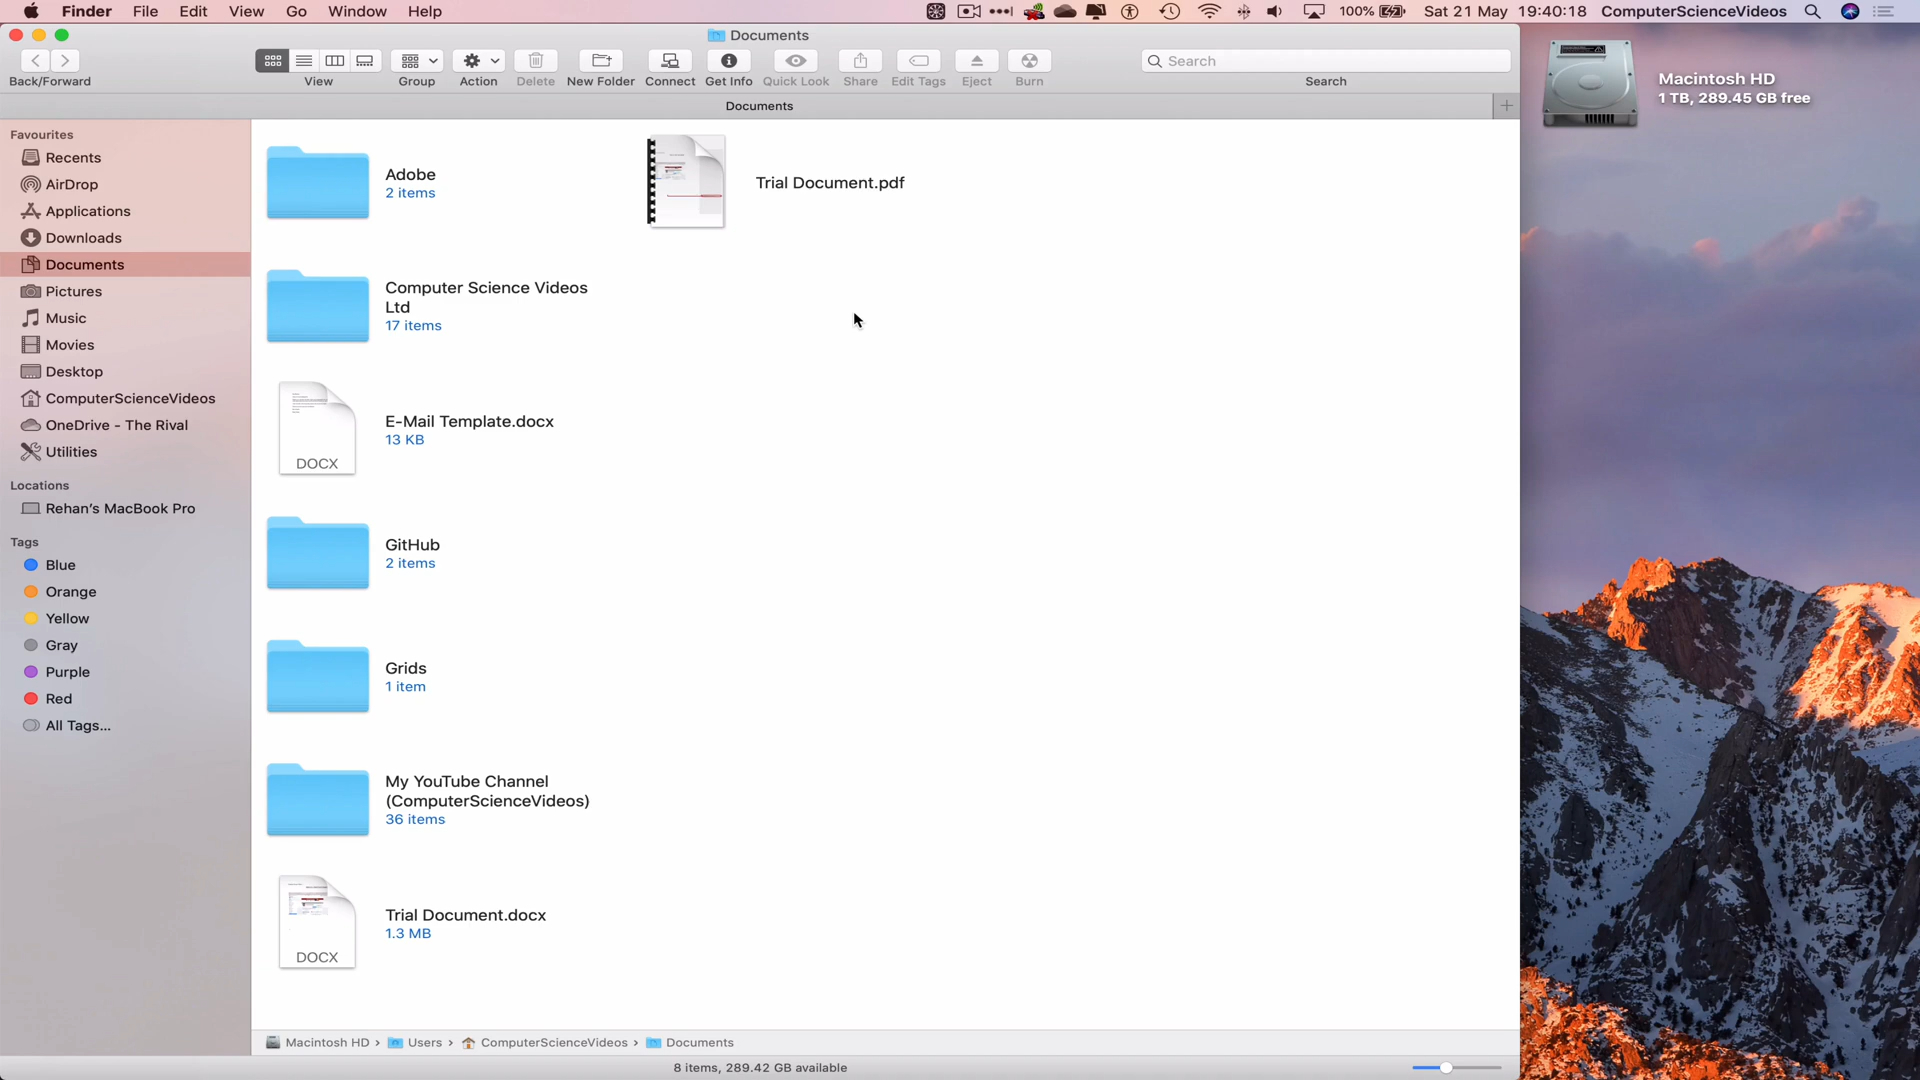 Finder File Edit View Go Window Help
100% Sat 21 May 19:40:18 ComputerScienceVideos
Documents
Back/Forward View Group Action Delete New Folder Connect Get Info Quick Look Share Edit Tags Eject Burn Search
Search
Documents
Macintosh HD
1 TB, 289.45 GB free
Favourites
Recents
AirDrop
Applications
Downloads
Documents
Pictures
Music
Movies
Desktop
ComputerScienceVideos
OneDrive - The Rival
Utilities
Locations
Rehan's MacBook Pro
Tags
Blue
Orange
Yellow
Gray
Purple
Red
All Tags...
Adobe
2 items
Trial Document.pdf
Computer Science Videos
Ltd
17 items
E-Mail Template.docx
13 KB
DOCX
GitHub
2 items
Grids
1 item
My YouTube Channel
(ComputerScienceVideos)
36 items
Trial Document.docx
1.3 MB
DOCX
Macintosh HD › Users › ComputerScienceVideos › Documents
8 items, 289.42 GB available